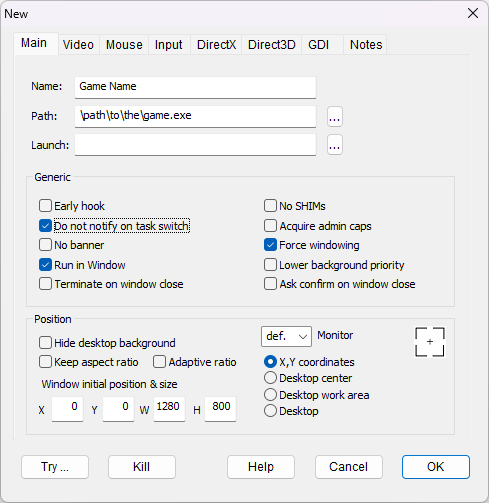 New
Main Video Mouse Input DirectX Direct3D GDI Notes
Name: Game Name
Path: \path\to\the\game.exe ...
Launch: ...
Generic
Early hook No SHIMs
Do not notify on task switch Acquire admin caps
No banner Force windowing
Run in Window Lower background priority
Terminate on window close Ask confirm on window close
Position
Hide desktop background def. Monitor
Keep aspect ratio Adaptive ratio X,Y coordinates
Window initial position & size Desktop center
X 0 Y 0 W 1280 H 800 Desktop work area
Desktop
Try ... Kill Help Cancel OK